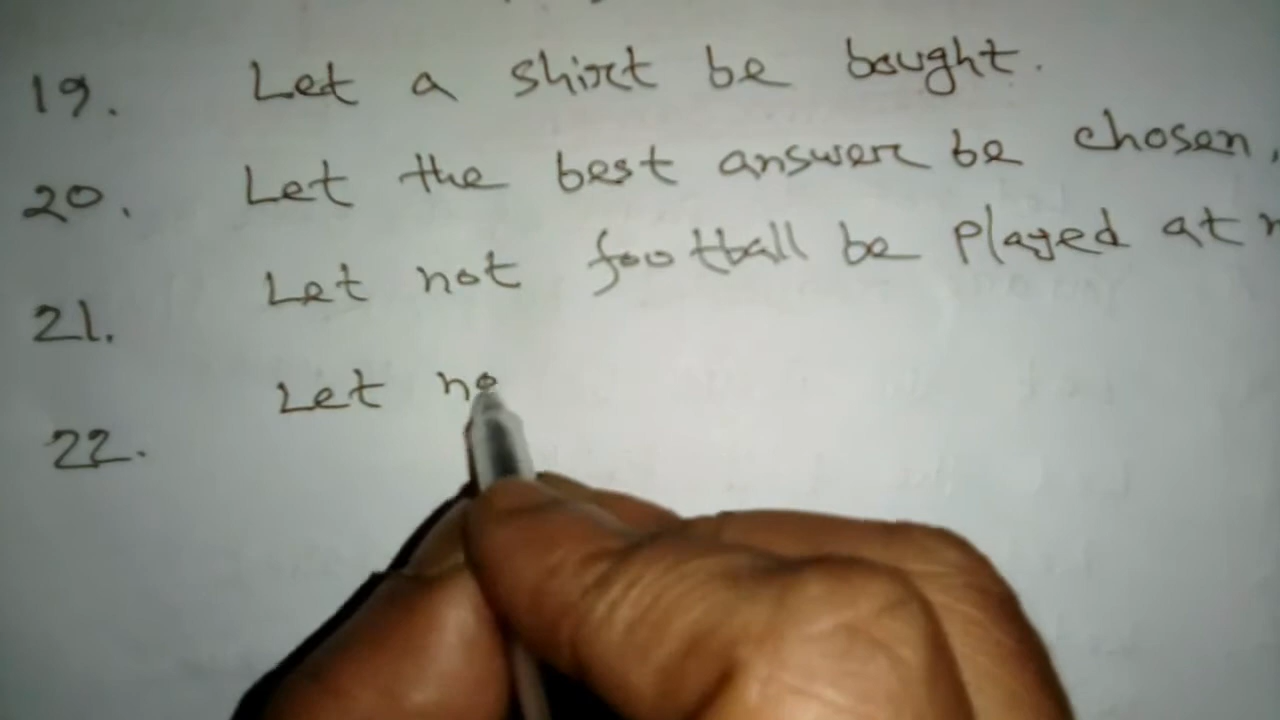 19. Let a shirt be bought.
20. Let the best answer be chosen.
21. Let not football be played at
22. Let no